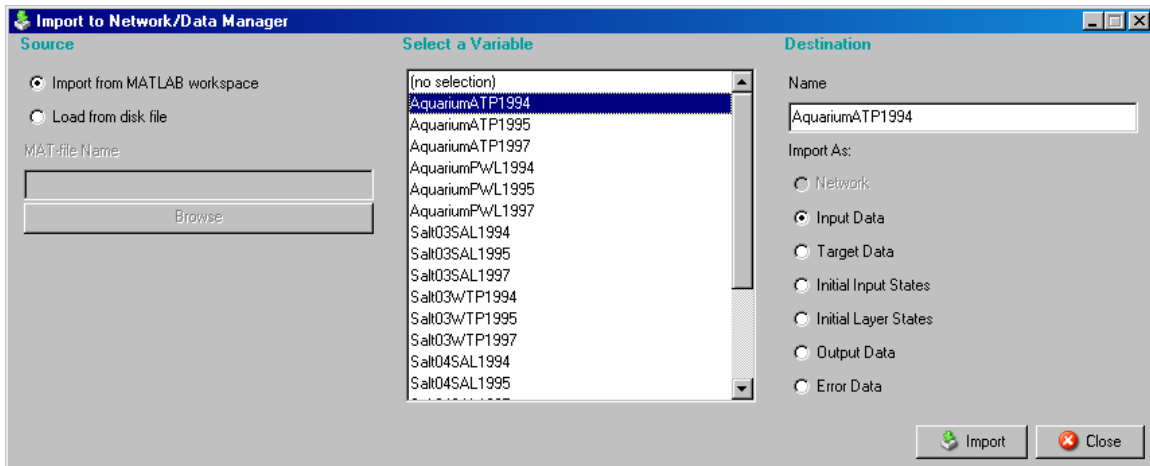 Import to Network/Data Manager
Source
Import from MATLAB workspace
Load from disk file
MAT-file Name
Browse
Select a Variable
(no selection)
AquariumATP1994
AquariumATP1995
AquariumATP1997
AquariumPWL1994
AquariumPWL1995
AquariumPWL1997
Salt03SAL1994
Salt03SAL1995
Salt03SAL1997
Salt03WTP1994
Salt03WTP1995
Salt03WTP1997
Salt04SAL1994
Salt04SAL1995
Destination
Name
AquariumATP1994
Import As:
Network
Input Data
Target Data
Initial Input States
Initial Layer States
Output Data
Error Data
Import
Close